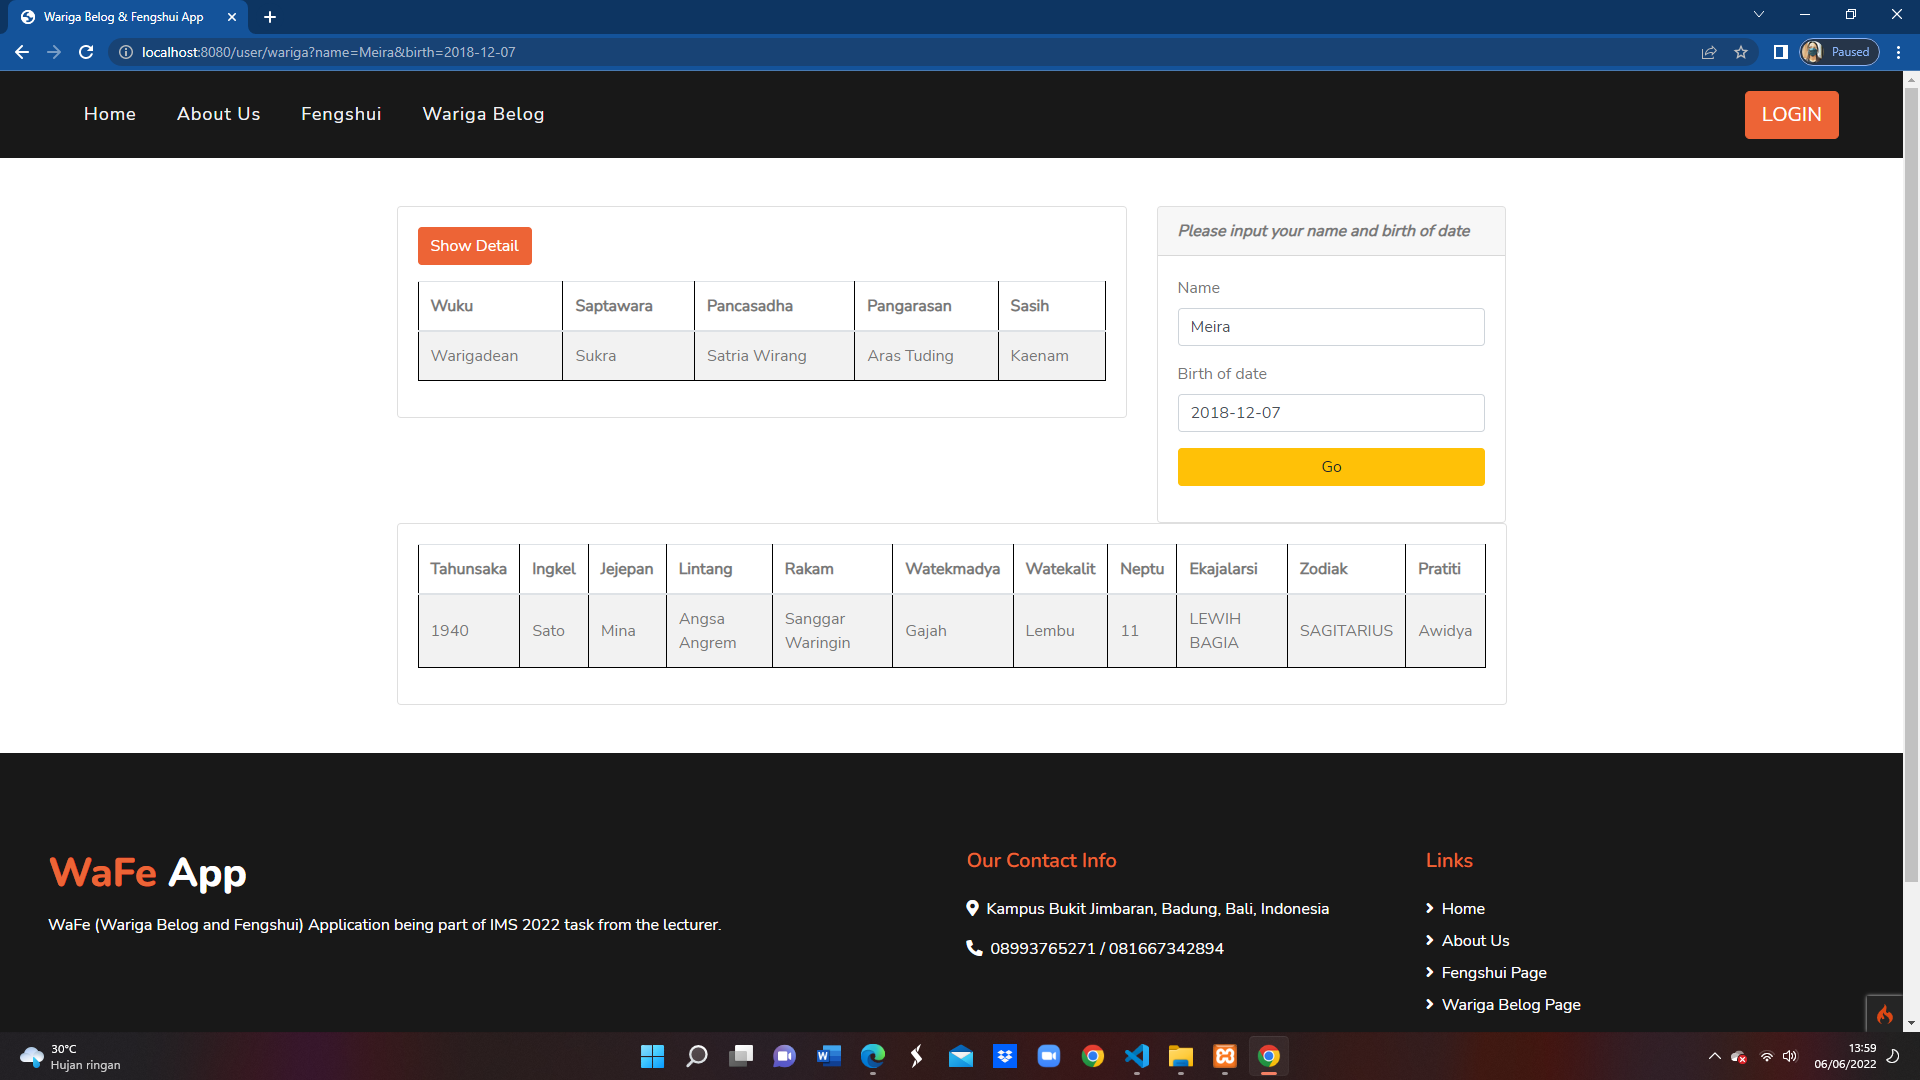 Wariga Belog & Fengshui App
localhost:8080/user/wariga?name=Meira&birth=2018-12-07
Paused
Home
About Us
Fengshui
Wariga Belog
LOGIN
Show Detail
Wuku Saptawara Pancasadha Pangarasan Sasih
Warigadean Sukra Satria Wirang Aras Tuding Kaenam
Please input your name and birth of date
Name
Meira
Birth of date
2018-12-07
Go
Tahunsaka Ingkel Jejepan Lintang Rakam Watekmadya Watekalit Neptu Ekajalarsi Zodiak Pratiti
1940 Sato Mina Angsa Angrem Sanggar Waringin Gajah Lembu 11 LEWIH BAGIA SAGITARIUS Awidya
WaFe App
WaFe (Wariga Belog and Fengshui) Application being part of IMS 2022 task from the lecturer.
Our Contact Info
Kampus Bukit Jimbaran, Badung, Bali, Indonesia
08993765271 / 081667342894
Links
Home
About Us
Fengshui Page
Wariga Belog Page
30°C
Hujan ringan
13:59
06/06/2022